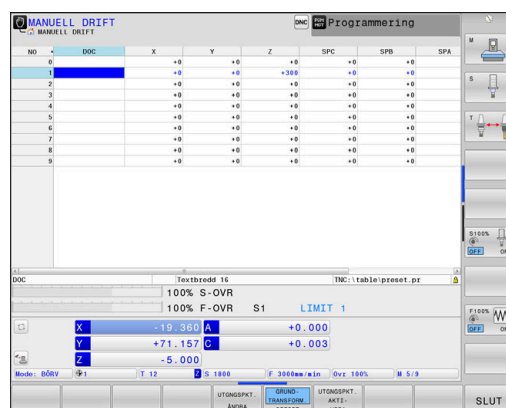 MANUELL DRIFT
MANUELL DRIFT
DNC
Programmering
NO DOC X Y Z SPC SPB SPA
0 +0 +0 +0 +0 +0
1 +0 +0 +300 +0 +0
2 +0 +0 +0 +0 +0
3 +0 +0 +0 +0 +0
4 +0 +0 +0 +0 +0
5 +0 +0 +0 +0 +0
6 +0 +0 +0 +0 +0
7 +0 +0 +0 +0 +0
8 +0 +0 +0 +0 +0
9 +0 +0 +0 +0 +0
DOC Textbredd 16 TNC:\table\preset.pr
100% S-OVR
100% F-OVR S1 LIMIT 1
X -19.360 A +0.000
Y +71.157 C +0.003
Z -5.000
Mode: BÖRV 1 T 12 Z S 1800 F 3000mm/min Ovr 100% M 5/9
UTGNGSPKT.
ÄNDRA
GRUND-
TRANSFORM.
UTGNGSPKT.
AKTI-
SLUT
M
S
T
S100%
OFF
F100%
OFF